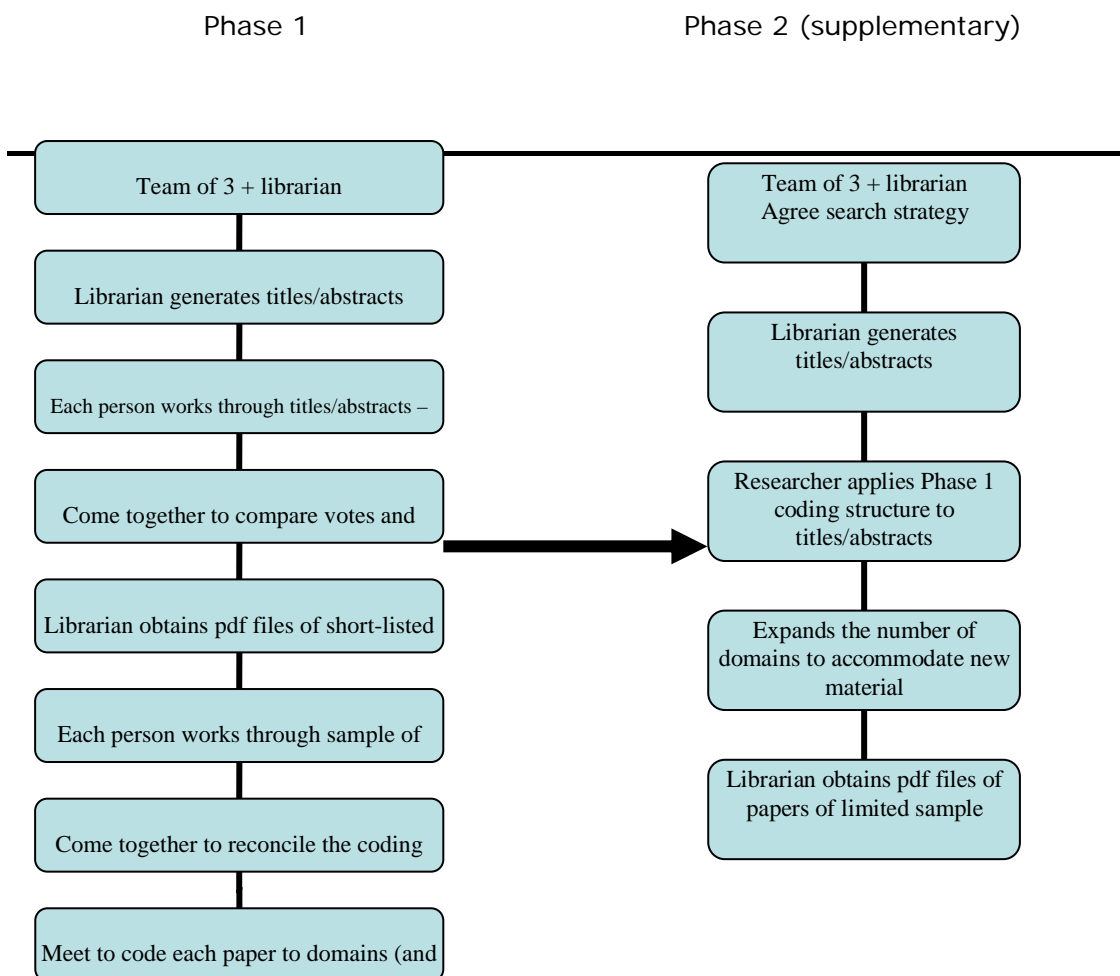 Phase 1
Phase 2 (supplementary)
Team of 3 + librarian
Librarian generates titles/abstracts
Each person works through titles/abstracts –
Come together to compare votes and
Librarian obtains pdf files of short-listed
Each person works through sample of
Come together to reconcile the coding
Meet to code each paper to domains (and
Team of 3 + librarian
Agree search strategy
Librarian generates
titles/abstracts
Researcher applies Phase 1
coding structure to
titles/abstracts
Expands the number of
domains to accommodate new
material
Librarian obtains pdf files of
papers of limited sample